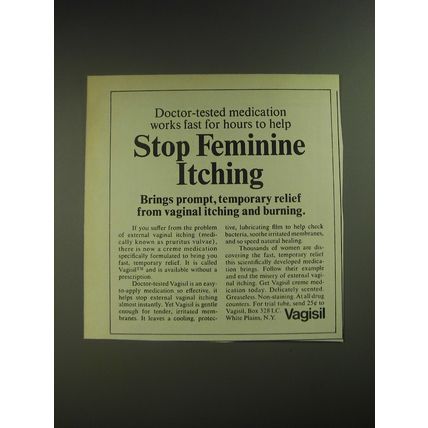 Doctor-tested medication
works fast for hours to help
Stop Feminine
Itching
Brings prompt, temporary relief
from vaginal itching and burning.
If you suffer from the problem
of external vaginal itching (medi-
cally known as pruritus vulvae),
there is now a creme medication
specifically formulated to bring you
fast, temporary relief. It is called
Vagisil™ and is available without a
prescription.
Doctor-tested Vagisil is an easy-
to-apply medication so effective, it
helps stop external vaginal itching
almost instantly. Yet Vagisil is gentle
enough for tender, irritated mem-
branes. It leaves a cooling, protec-
tive, lubricating film to help check
bacteria, soothe irritated membranes,
and so speed natural healing.
Thousands of women are dis-
covering the fast, temporary relief
this scientifically developed medica-
tion brings. Follow their example
and end the misery of external vagi-
nal itching. Get Vagisil creme med-
ication today. Delicately scented.
Greaseless. Non-staining. At all drug
counters. For trial tube, send 25¢ to
Vagisil, Box 328 LC.
White Plains, N.Y.
Vagisil